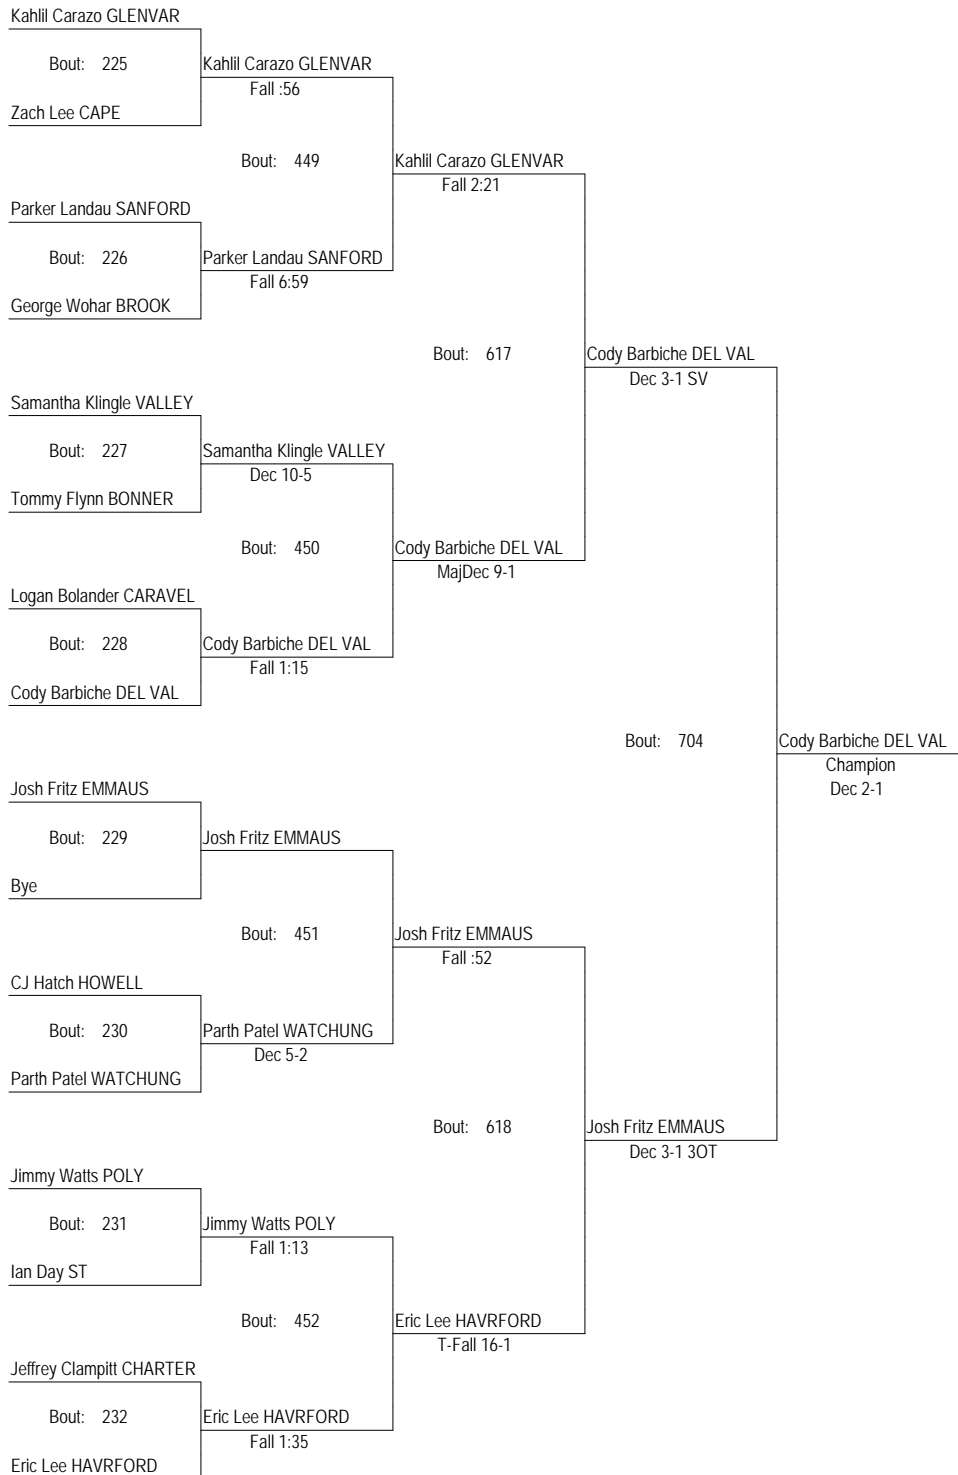 Kahlil Carazo GLENVAR
Bout: 225
Kahlil Carazo GLENVAR
Fall :56
Zach Lee CAPE
Bout: 449
Kahlil Carazo GLENVAR
Fall 2:21
Parker Landau SANFORD
Bout: 226
Parker Landau SANFORD
Fall 6:59
George Wohar BROOK
Bout: 617
Cody Barbiche DEL VAL
Dec 3-1 SV
Samantha Klingle VALLEY
Bout: 227
Samantha Klingle VALLEY
Dec 10-5
Tommy Flynn BONNER
Bout: 450
Cody Barbiche DEL VAL
MajDec 9-1
Logan Bolander CARAVEL
Bout: 228
Cody Barbiche DEL VAL
Fall 1:15
Cody Barbiche DEL VAL
Bout: 704
Cody Barbiche DEL VAL
Champion
Dec 2-1
Josh Fritz EMMAUS
Bout: 229
Josh Fritz EMMAUS
Bye
Bout: 451
Josh Fritz EMMAUS
Fall :52
CJ Hatch HOWELL
Bout: 230
Parth Patel WATCHUNG
Dec 5-2
Parth Patel WATCHUNG
Bout: 618
Josh Fritz EMMAUS
Dec 3-1 3OT
Jimmy Watts POLY
Bout: 231
Jimmy Watts POLY
Fall 1:13
Ian Day ST
Bout: 452
Eric Lee HAVRFORD
T-Fall 16-1
Jeffrey Clampitt CHARTER
Bout: 232
Eric Lee HAVRFORD
Fall 1:35
Eric Lee HAVRFORD